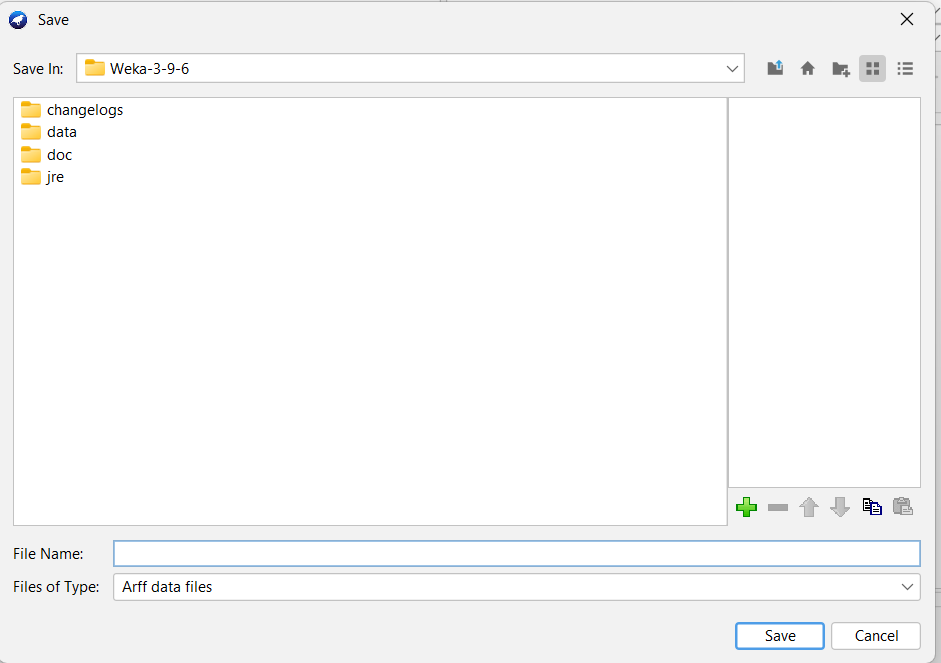 Save
Save In: Weka-3-9-6
changelogs
data
doc
jre
File Name:
Files of Type: Arff data files
Save Cancel